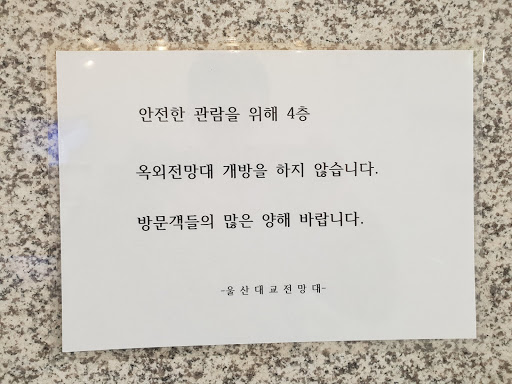 안전한 관람을 위해 4층
옥외전망대 개방을 하지 않습니다.
방문객들의 많은 양해 바랍니다.
-울산대교전망대-